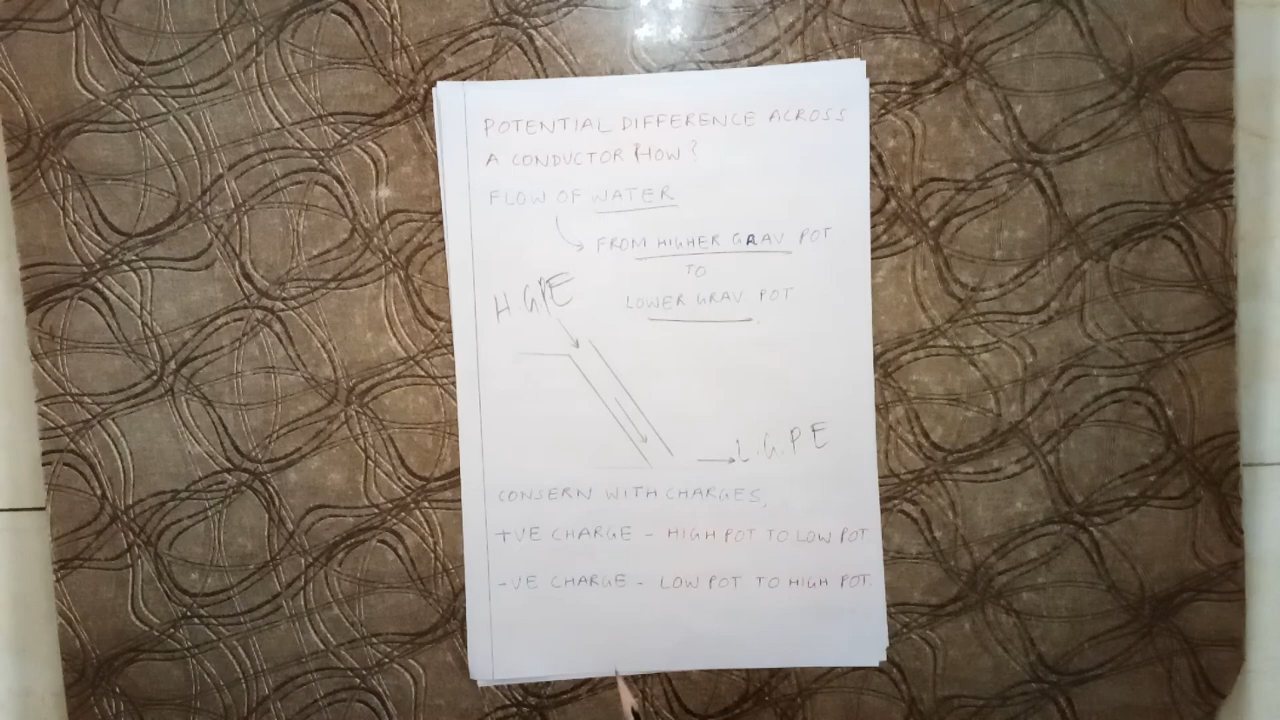 POTENTIAL DIFFERENCE ACROSS
A CONDUCTOR HOW?
FLOW OF WATER
FROM HIGHER GRAV POT
TO
LOWER GRAV POT
H GPE
L.G.P E
CONSERN WITH CHARGES,
+VE CHARGE - HIGH POT TO LOW POT
-VE CHARGE - LOW POT TO HIGH POT.